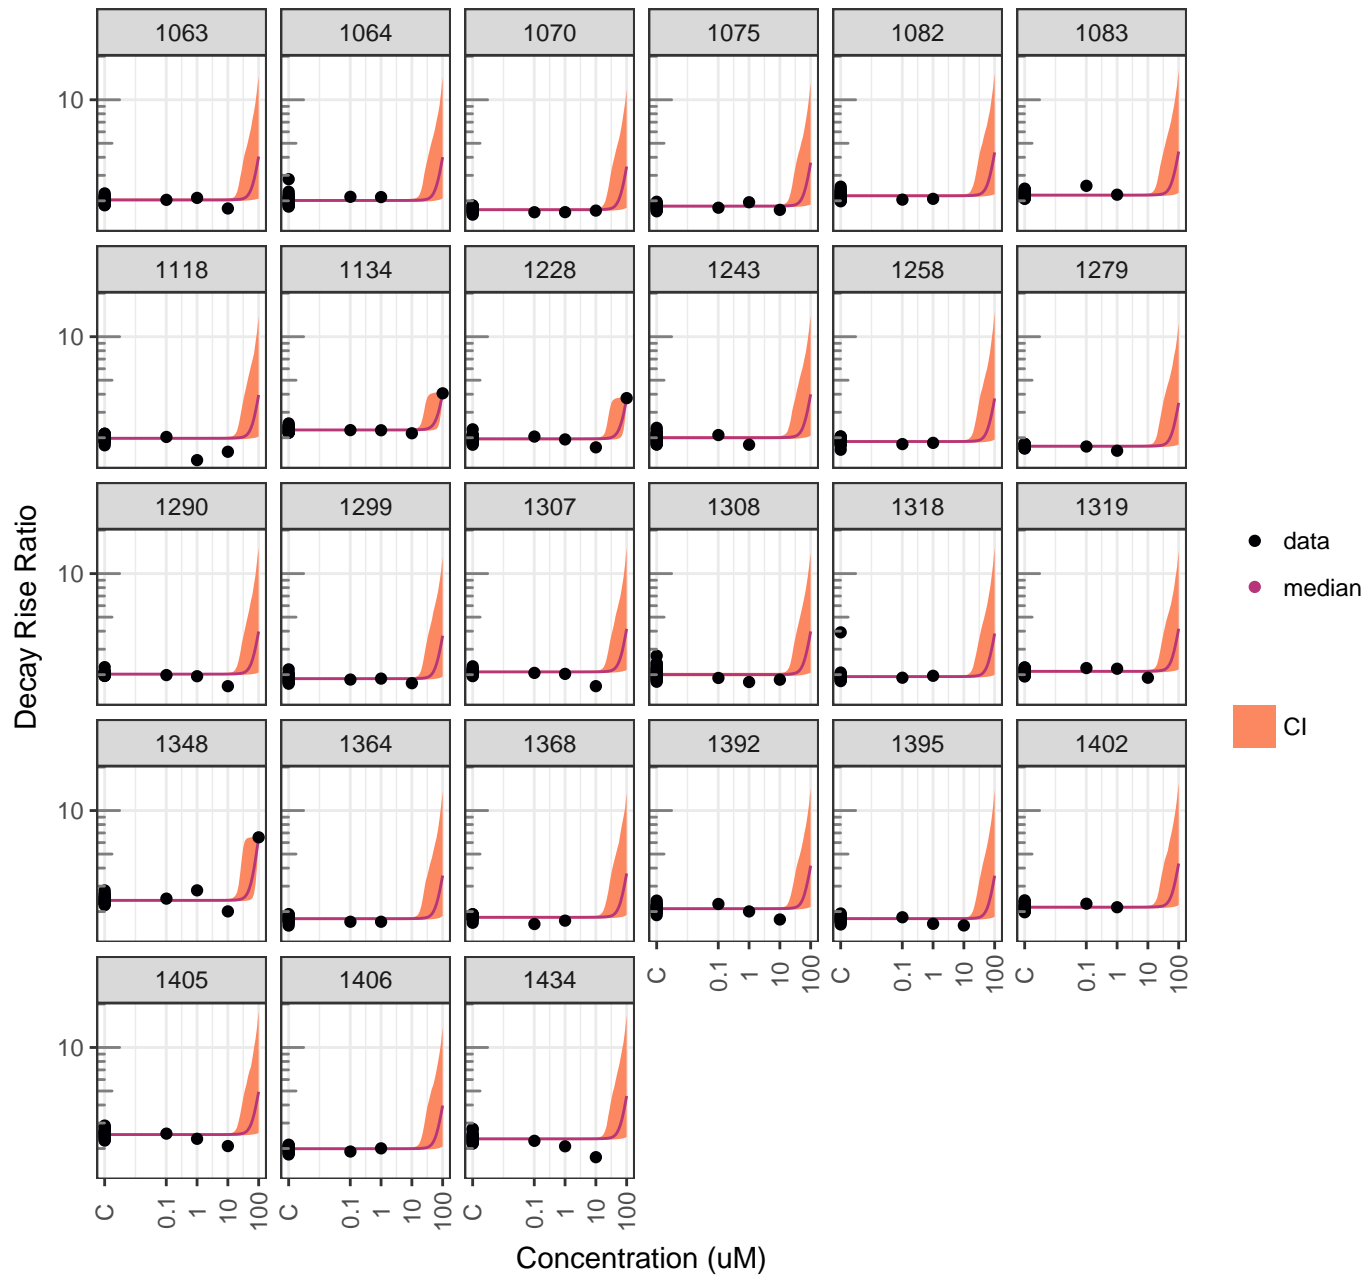 1063 1064 1070 1075 1082 1083
10
1118 1134 1228 1243 1258 1279
10
1290 1299 1307 1308 1318 1319
10
1348 1364 1368 1392 1395 1402
10
C 0.1 1 10 100 C 0.1 1 10 100 C 0.1 1 10 100
1405 1406 1434
10
C 0.1 1 10 100 C 0.1 1 10 100 C 0.1 1 10 100
Concentration (uM)
Decay Rise Ratio
data
median
CI